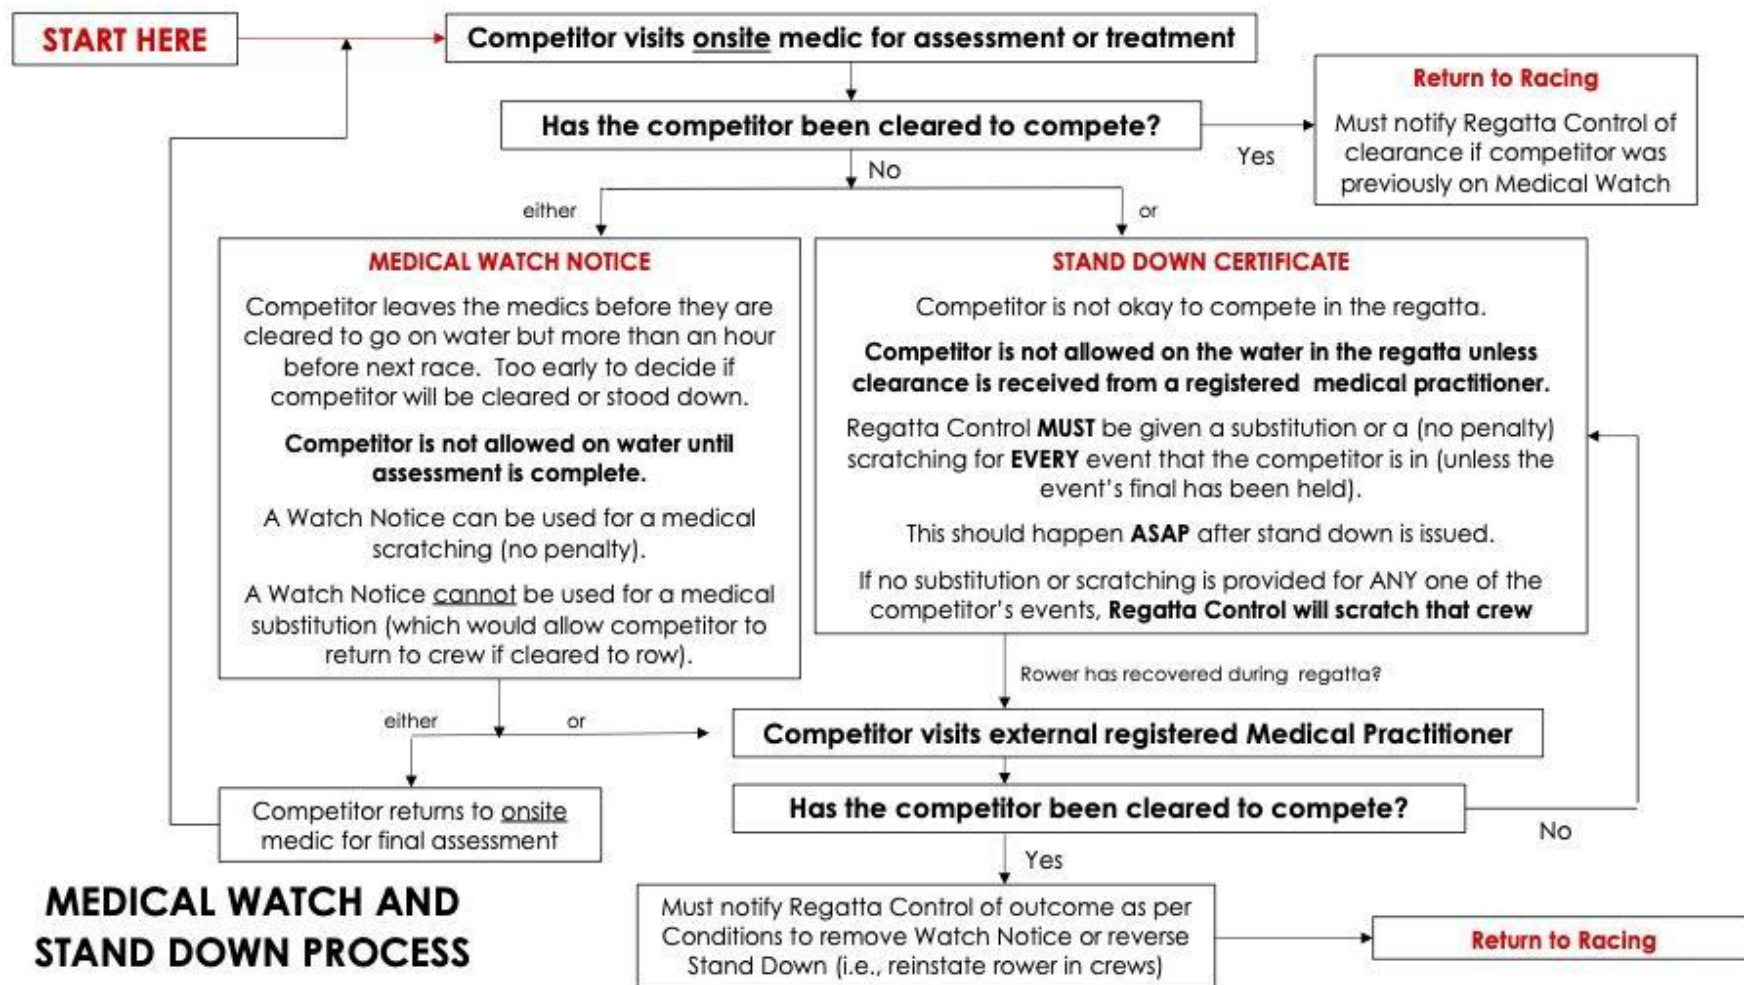 START HERE
Competitor visits onsite medic for assessment or treatment
Has the competitor been cleared to compete?
Yes
Return to Racing
Must notify Regatta Control of
clearance if competitor was
previously on Medical Watch
No
either
or
MEDICAL WATCH NOTICE
Competitor leaves the medics before they are
cleared to go on water but more than an hour
before next race. Too early to decide if
competitor will be cleared or stood down.
Competitor is not allowed on water until
assessment is complete.
A Watch Notice can be used for a medical
scratching (no penalty).
A Watch Notice cannot be used for a medical
substitution (which would allow competitor to
return to crew if cleared to row).
STAND DOWN CERTIFICATE
Competitor is not okay to compete in the regatta.
Competitor is not allowed on the water in the regatta unless
clearance is received from a registered medical practitioner.
Regatta Control MUST be given a substitution or a (no penalty)
scratching for EVERY event that the competitor is in (unless the
event's final has been held).
This should happen ASAP after stand down is issued.
If no substitution or scratching is provided for ANY one of the
competitor's events, Regatta Control will scratch that crew
Rower has recovered during regatta?
either
or
Competitor visits external registered Medical Practitioner
Competitor returns to onsite
medic for final assessment
Has the competitor been cleared to compete?
No
Yes
Must notify Regatta Control of outcome as per
Conditions to remove Watch Notice or reverse
Stand Down (i.e., reinstate rower in crews)
Return to Racing
MEDICAL WATCH AND
STAND DOWN PROCESS